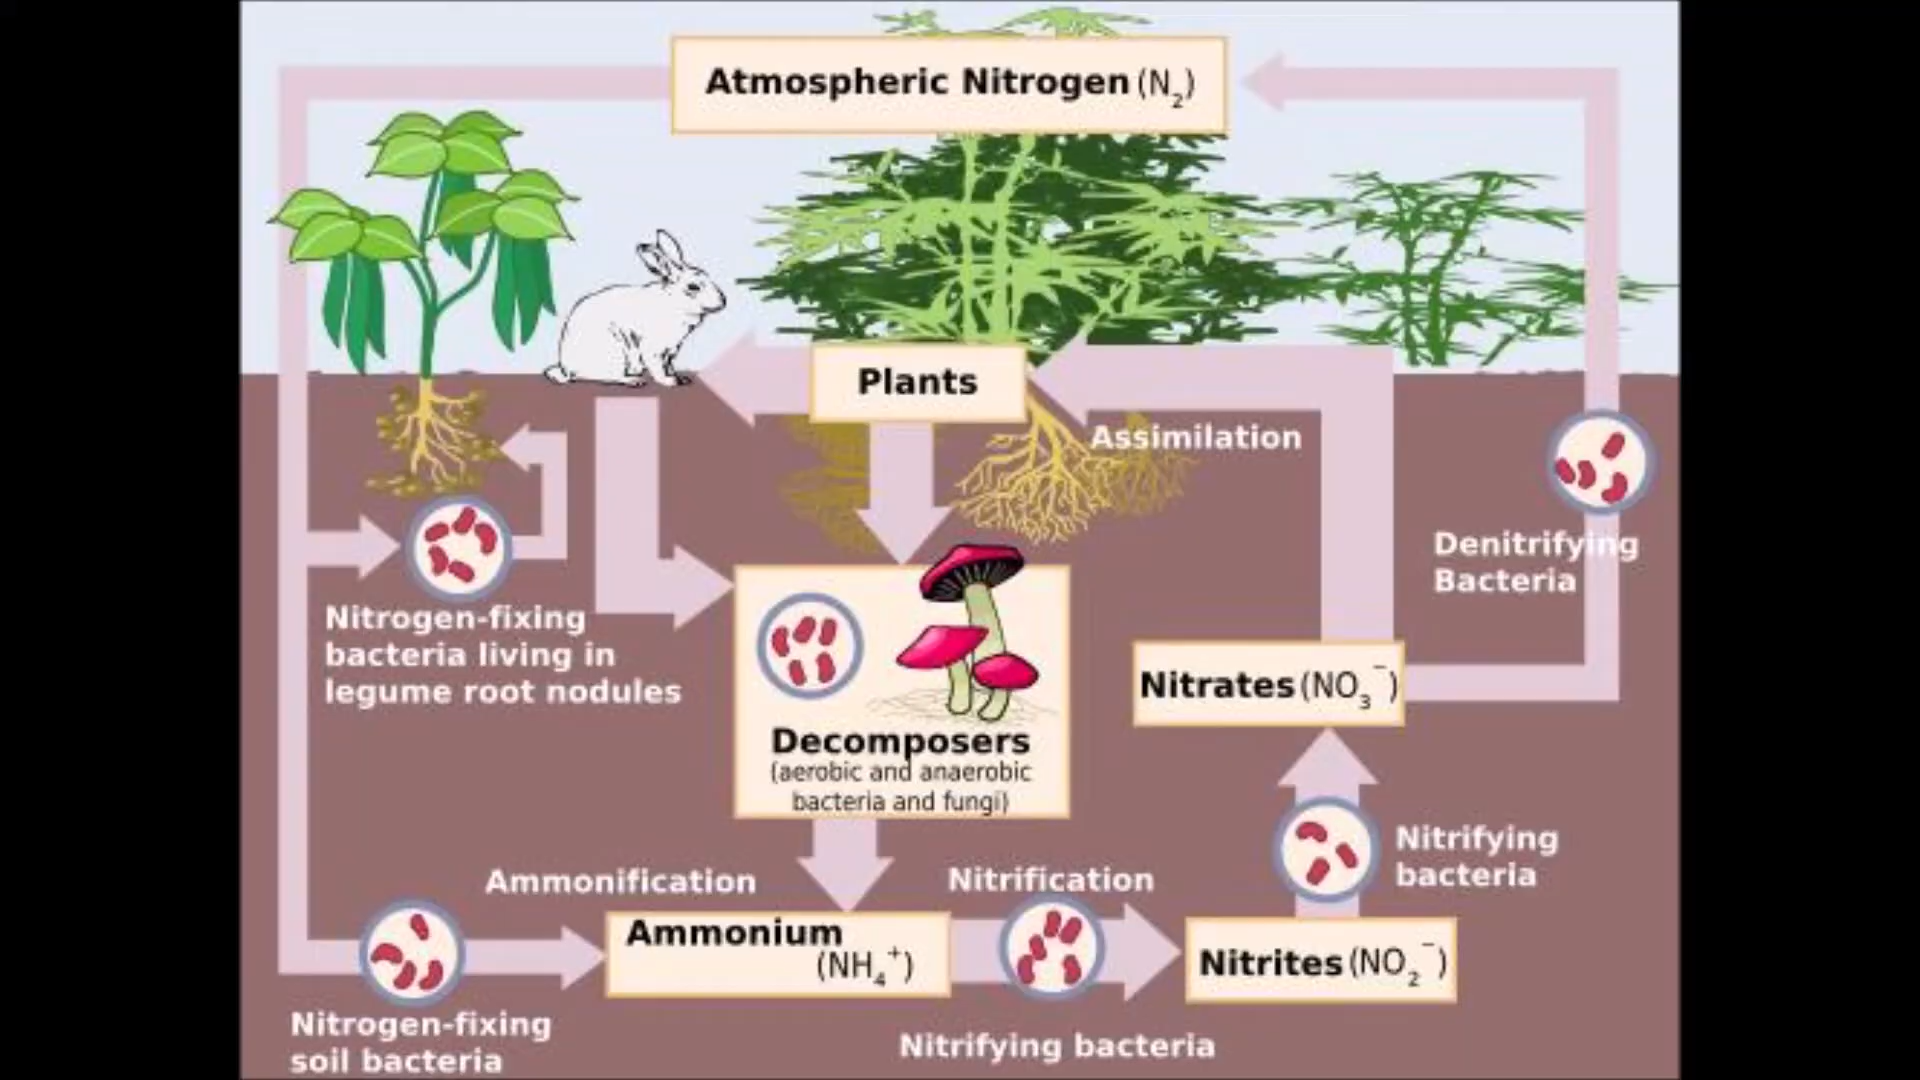 Atmospheric Nitrogen (N₂)
Plants
Assimilation
Denitrifying
Bacteria
Nitrogen-fixing
bacteria living in
legume root nodules
Nitrates (NO₃⁻)
Decomposers
(aerobic and anaerobic
bacteria and fungi)
Nitrifying
bacteria
Ammonification
Nitrification
Ammonium
(NH₄⁺)
Nitrites (NO₂⁻)
Nitrogen-fixing
soil bacteria
Nitrifying bacteria